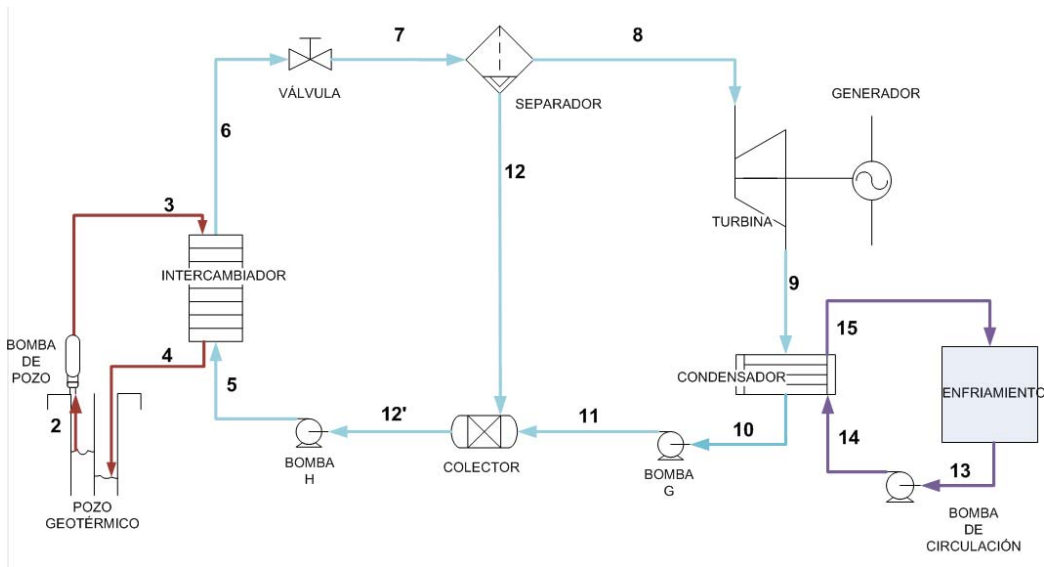 7
8
VÁLVULA
SEPARADOR
GENERADOR
6
12
3
TURBINA
INTERCAMBIADOR
9
15
BOMBA
DE
POZO
4
CONDENSADOR
ENFRIAMIENTO
5
2
12'
11
10
14
13
BOMBA
H
COLECTOR
BOMBA
G
POZO
GEOTÉRMICO
BOMBA
DE
CIRCULACIÓN